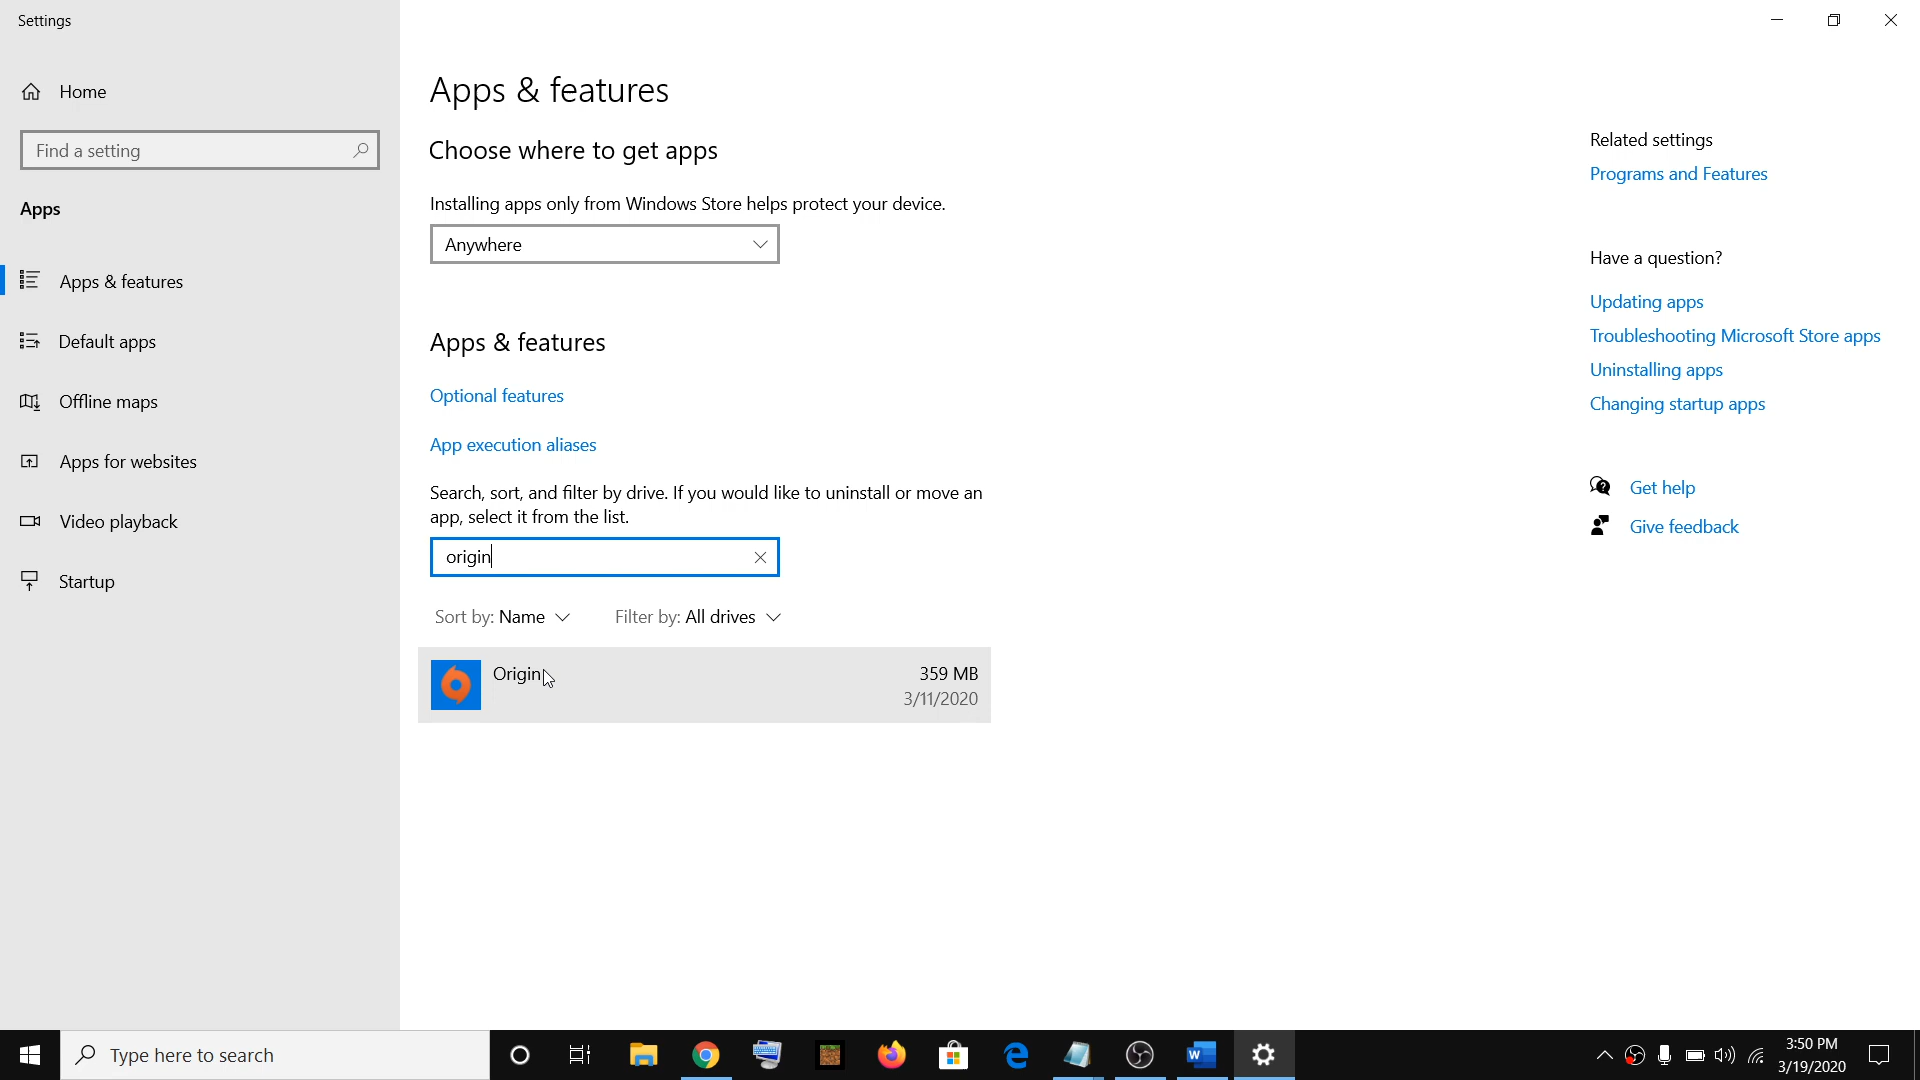 Settings
Home
Find a setting
Apps
Apps & features
Default apps
Offline maps
Apps for websites
Video playback
Startup
Apps & features
Choose where to get apps
Installing apps only from Windows Store helps protect your device.
Anywhere
Apps & features
Optional features
App execution aliases
Search, sort, and filter by drive. If you would like to uninstall or move an
app, select it from the list.
origin
Sort by: Name
Filter by: All drives
Origin
359 MB
3/11/2020
Related settings
Programs and Features
Have a question?
Updating apps
Troubleshooting Microsoft Store apps
Uninstalling apps
Changing startup apps
Get help
Give feedback
Type here to search
3:50 PM
3/19/2020